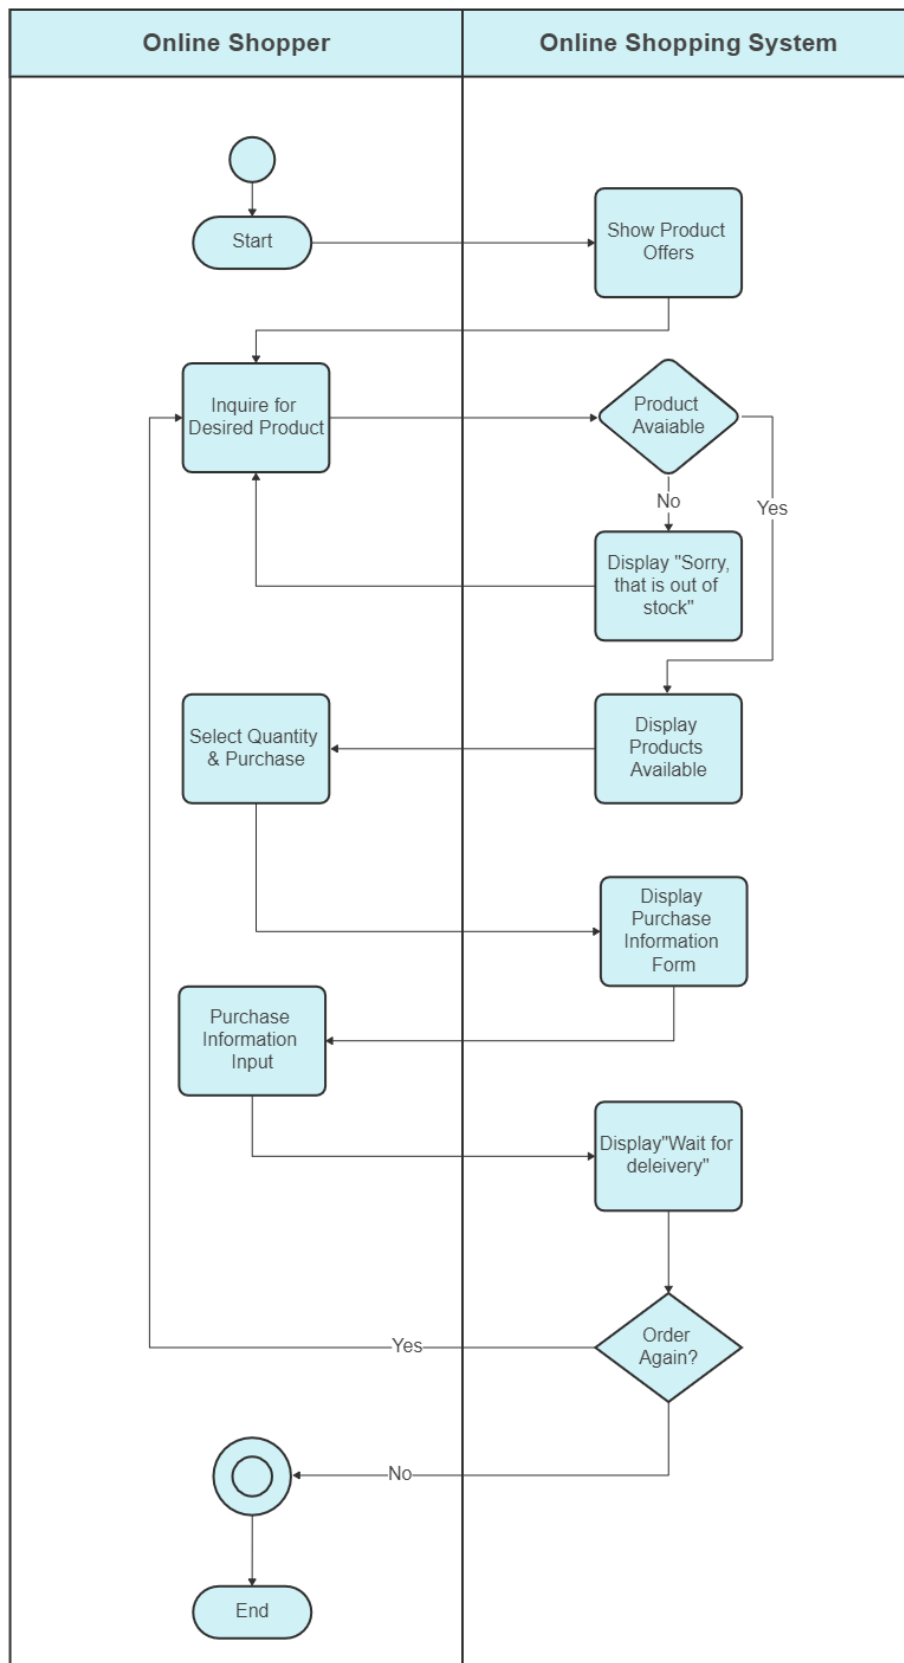 Online Shopper
Online Shopping System
Start
Show Product
Offers
Inquire for
Desired Product
Product
Avaiable
No
Yes
Display "Sorry,
that is out of
stock"
Select Quantity
& Purchase
Display
Products
Available
Display
Purchase
Information
Form
Purchase
Information
Input
Display"Wait for
deleivery"
Yes
Order
Again?
No
End